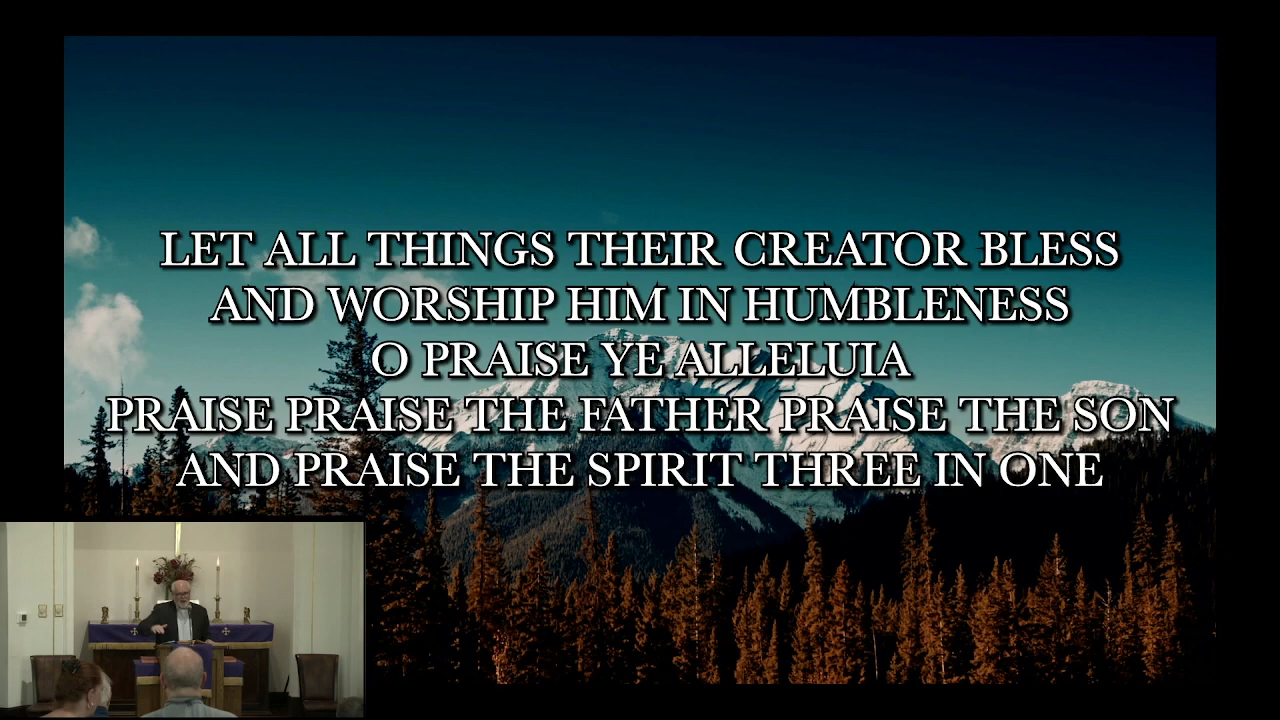 LET ALL THINGS THEIR CREATOR BLESS
AND WORSHIP HIM IN HUMBLENESS
O PRAISE YE ALLELUIA
PRAISE PRAISE THE FATHER PRAISE THE SON
AND PRAISE THE SPIRIT THREE IN ONE